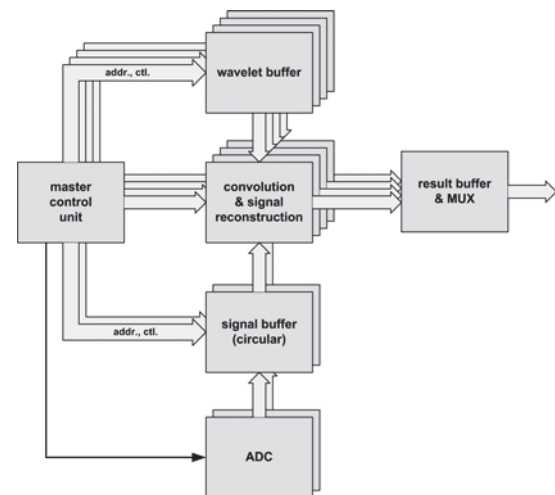 addr., ctl.
wavelet buffer
master
control
unit
convolution
& signal
reconstruction
result buffer
& MUX
addr., ctl.
signal buffer
(circular)
ADC